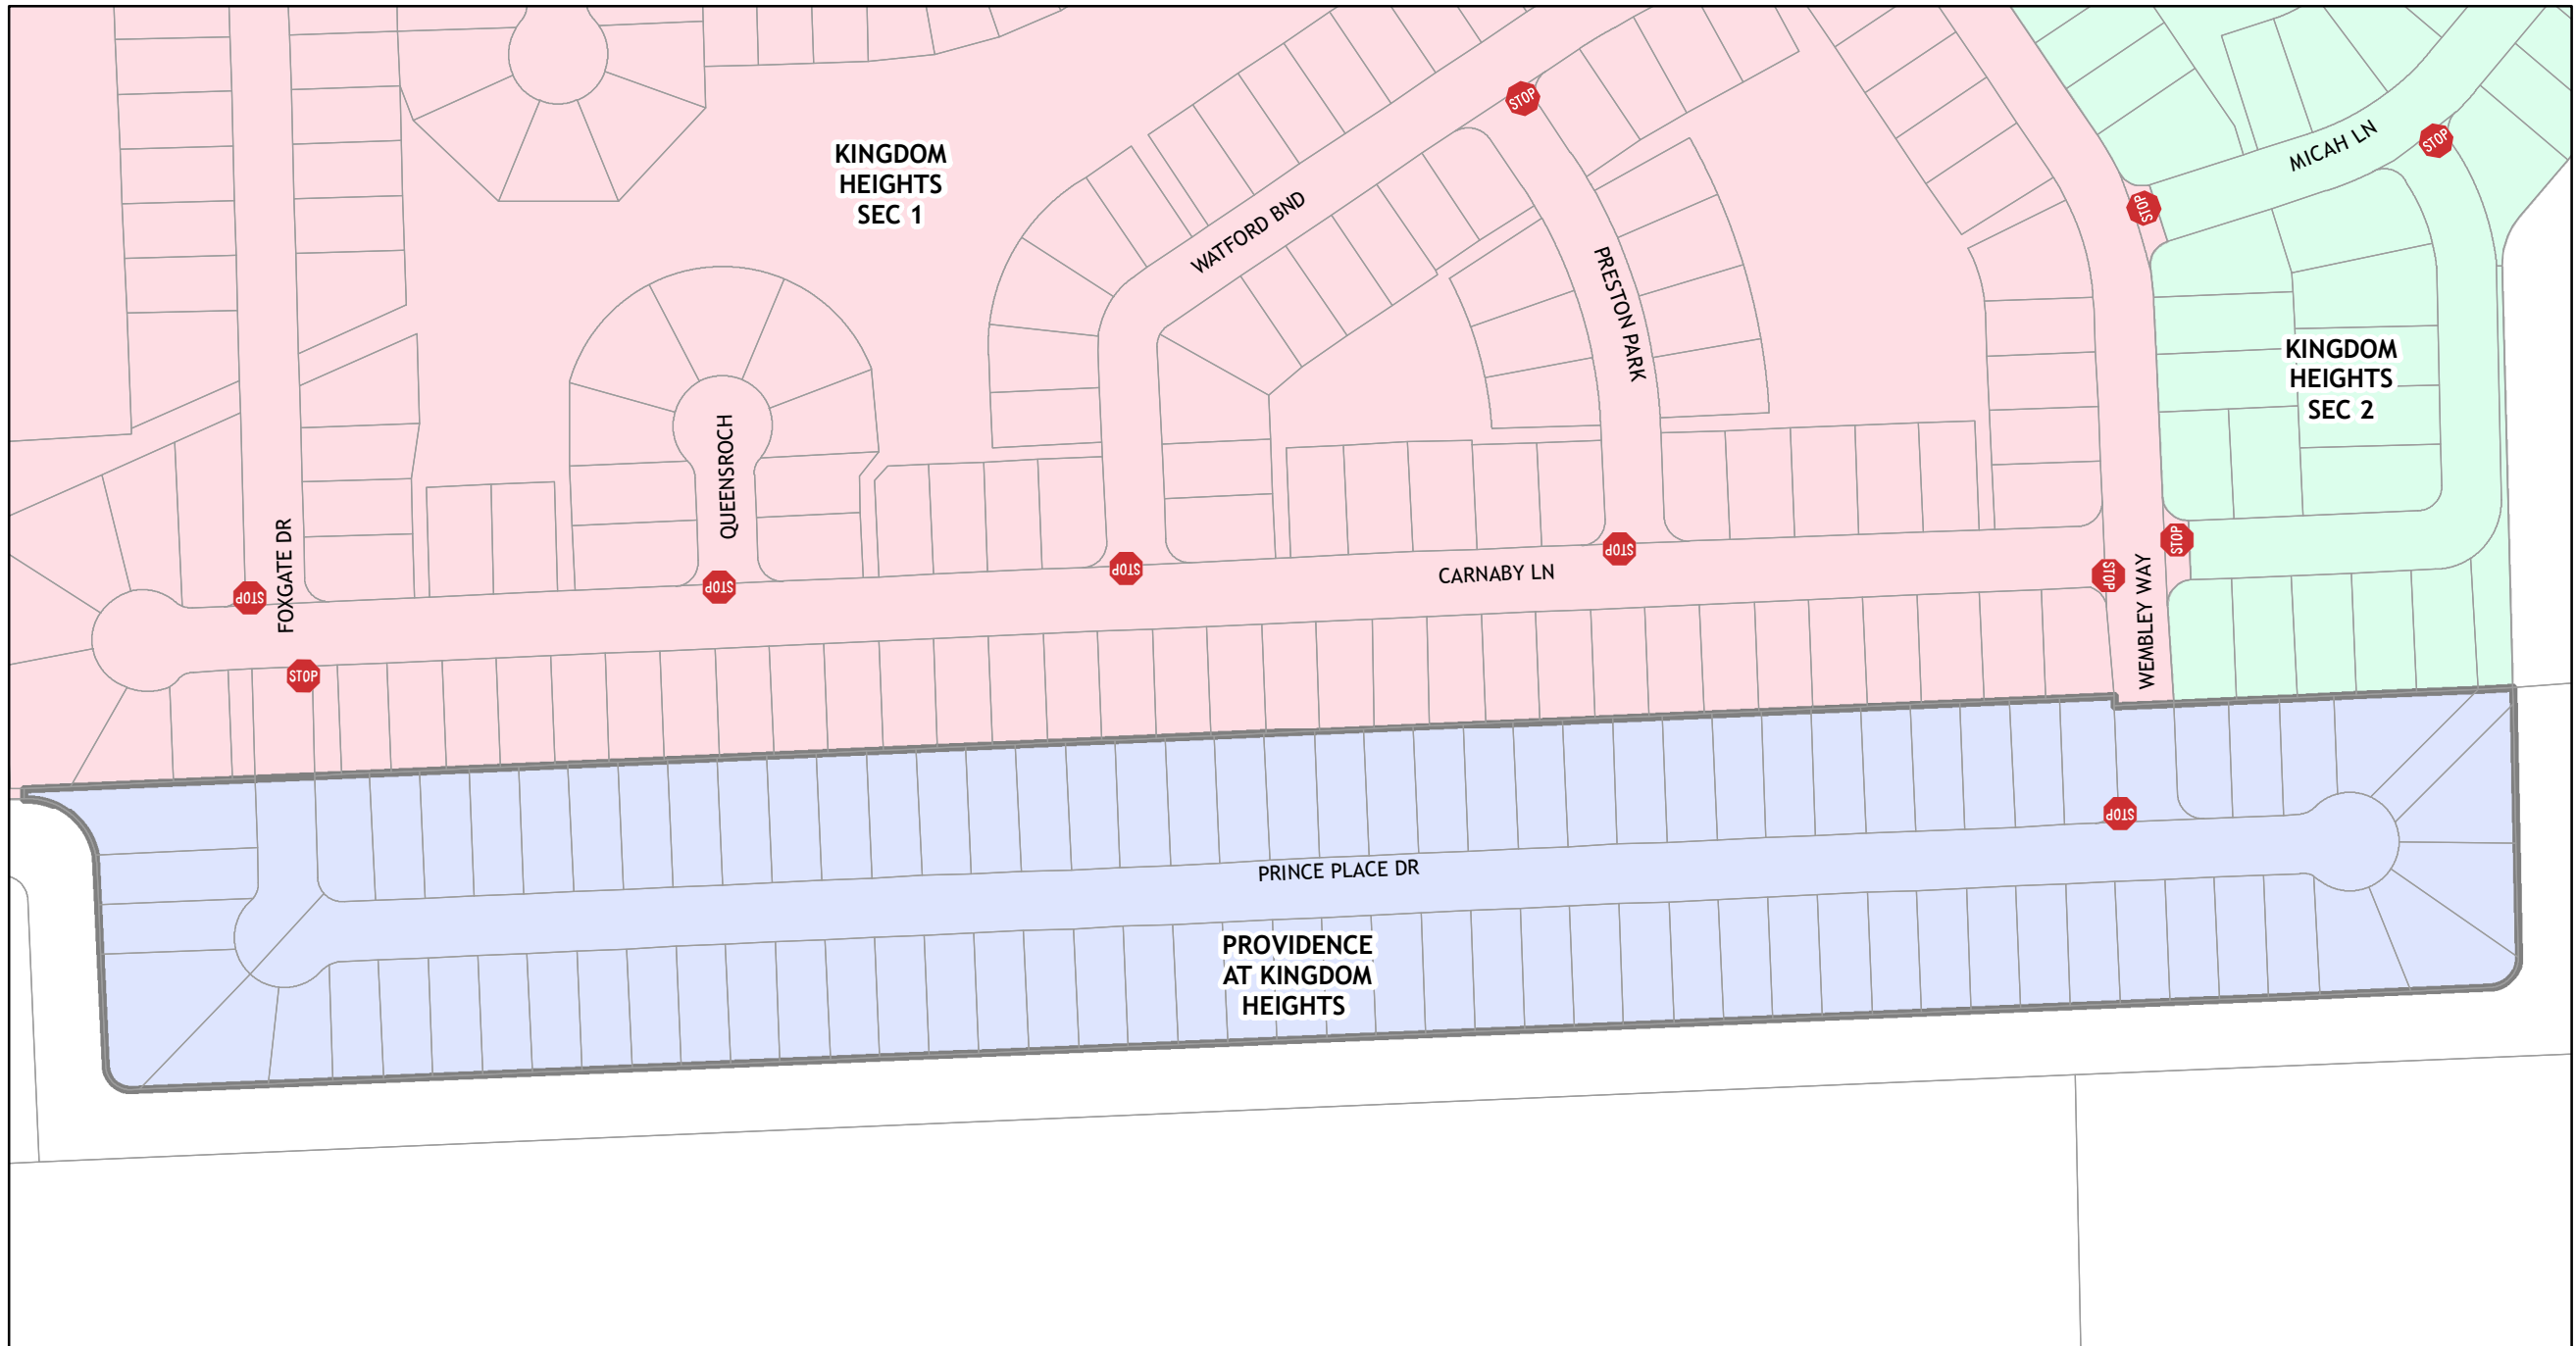 STOP
MICAH LN
STOP
KINGDOM
HEIGHTS
SEC 1
STOP
WATFORD BND
PRESTON PARK
KINGDOM
HEIGHTS
SEC 2
QUEENSROCH
FOXGATE DR
STOP
STOP
STOP
STOP
CARNABY LN
STOP
STOP
STOP
WEMBLEY WAY
STOP
STOP
PRINCE PLACE DR
PROVIDENCE
AT KINGDOM
HEIGHTS